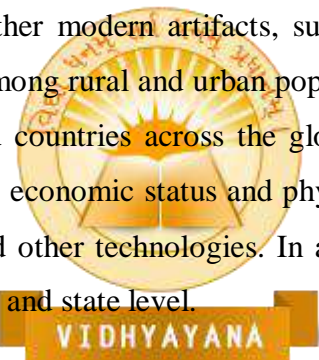 ther modern artifacts, su
mong rural and urban pop
countries across the glo
economic status and phy
d other technologies. In a
and state level.
VIDHYAYANA